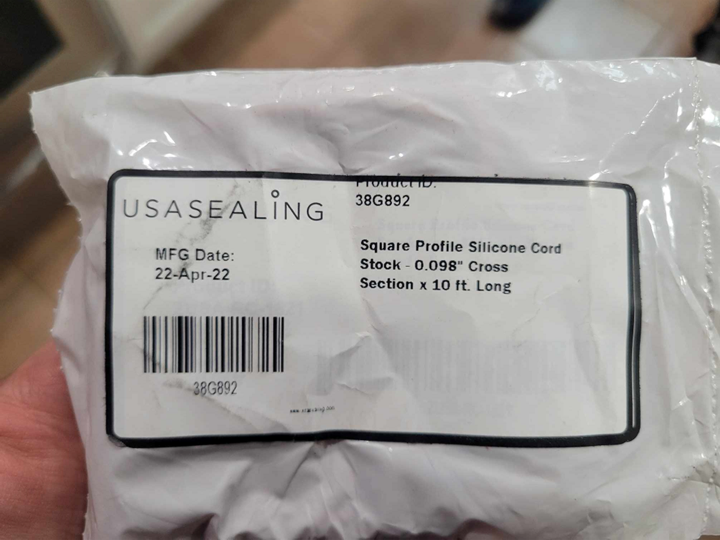 USASEALING
MFG Date:
22-Apr-22
38G892
Product ID:
38G892
Square Profile Silicone Cord
Stock - 0.098" Cross
Section x 10 ft. Long